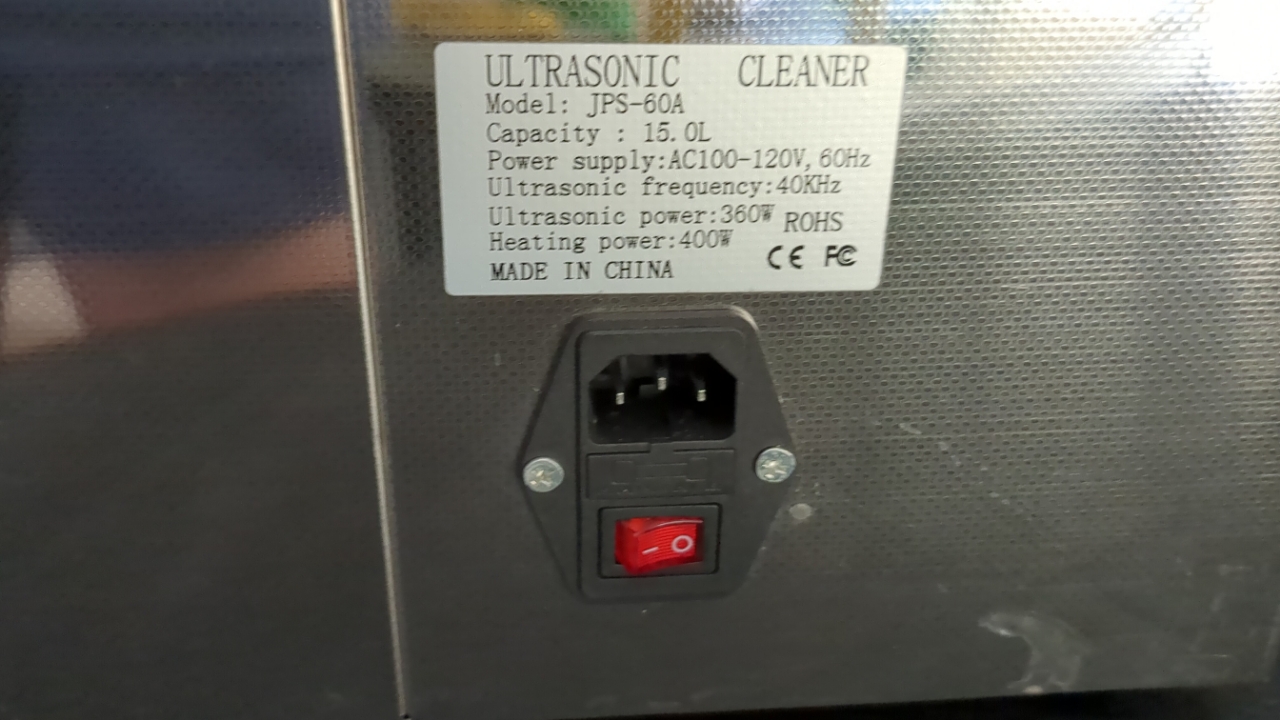 ULTRASONIC CLEANER
Model: JPS-60A
Capacity : 15.0L
Power supply:AC100-120V, 60Hz
Ultrasonic frequency:40KHz
Ultrasonic power:360W ROHS
Heating power:400W
CE FC
MADE IN CHINA